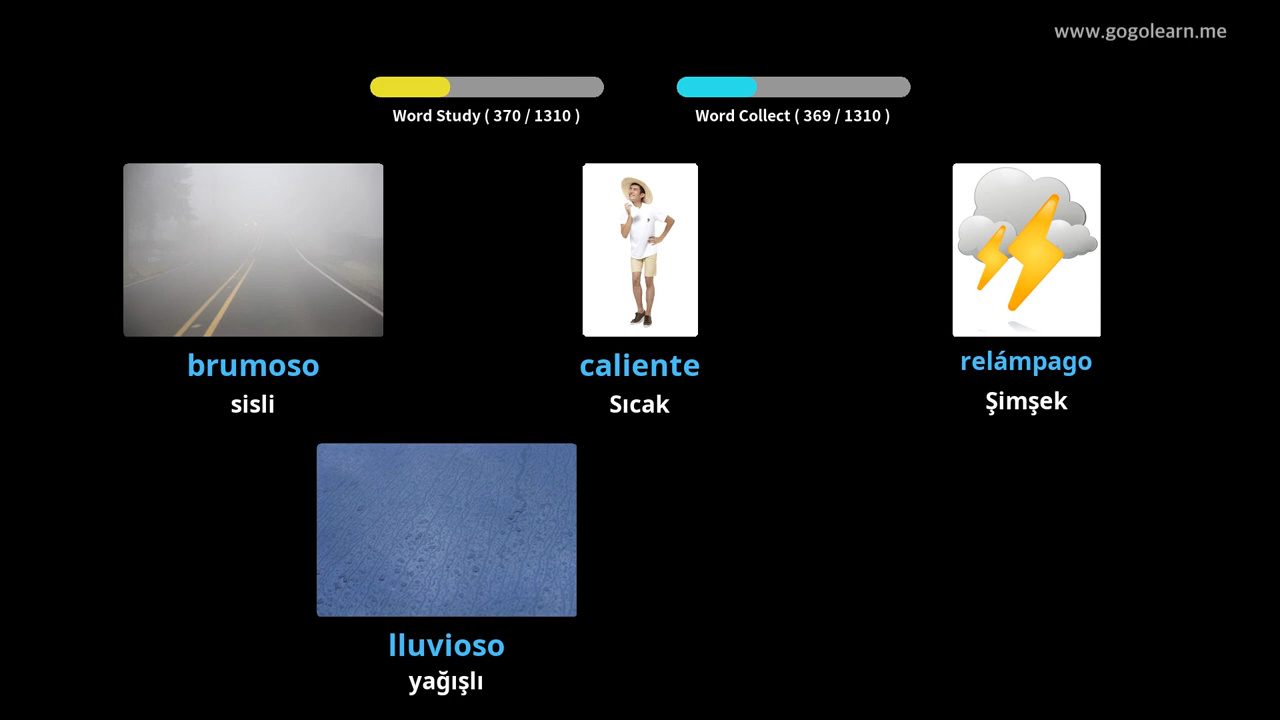 www.gogolearn.me
Word Study ( 370 / 1310 )
Word Collect ( 369 / 1310 )
brumoso
sisli
caliente
Sıcak
relámpago
Şimşek
lluvioso
yağışlı